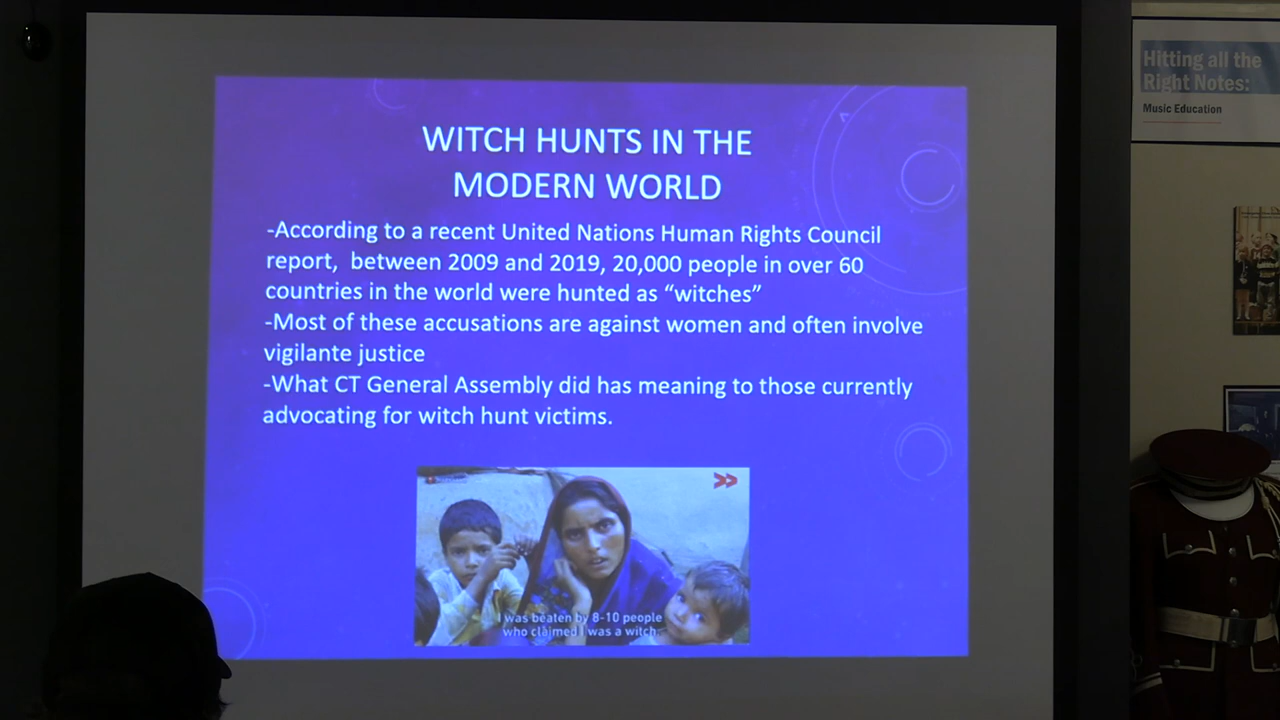 WITCH HUNTS IN THE
MODERN WORLD
-According to a recent United Nations Human Rights Council
report, between 2009 and 2019, 20,000 people in over 60
countries in the world were hunted as “witches”
-Most of these accusations are against women and often involve
vigilante justice
-What CT General Assembly did has meaning to those currently
advocating for witch hunt victims.
I was beaten by 8-10 people
who claimed I was a witch.
Hitting all the
Right Notes:
Music Education